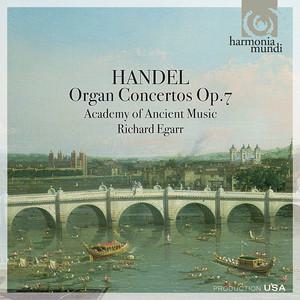 harmonia
mundi
HANDEL
Organ Concertos Op.7
Academy of Ancient Music
Richard Egarr
PRODUCTION USA